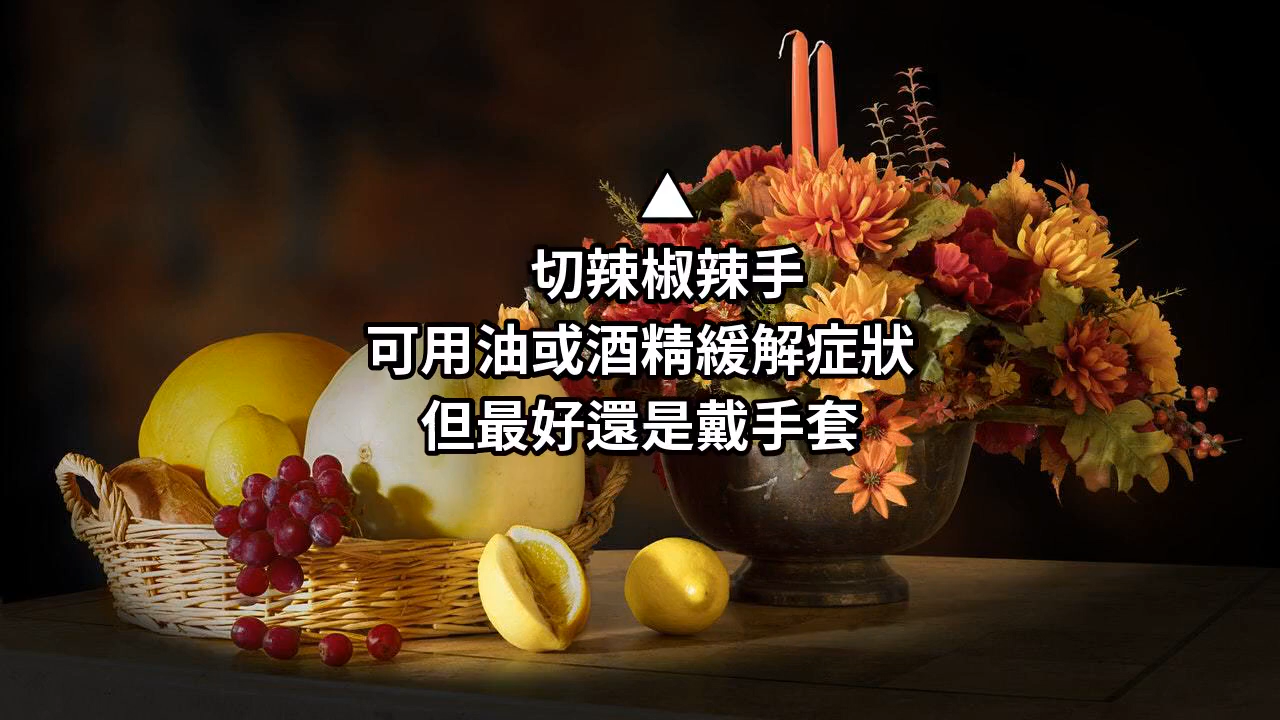 ▲
切辣椒辣手
可用油或酒精緩解症狀
但最好還是戴手套